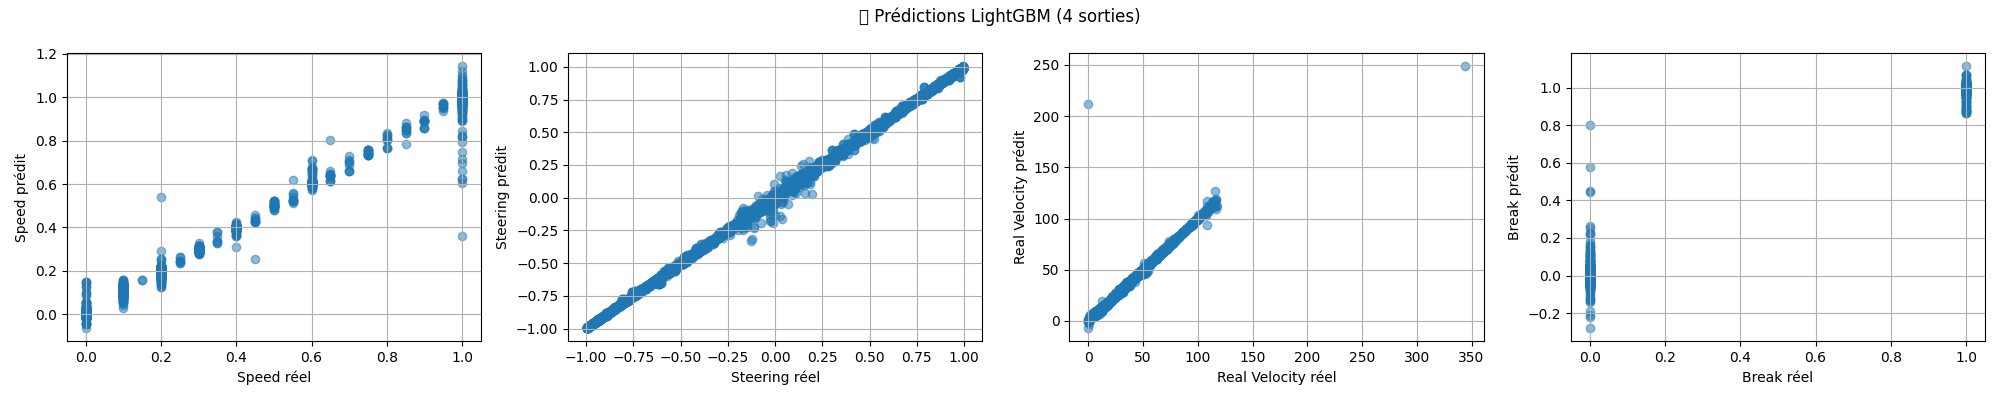 ▯ Prédictions LightGBM (4 sorties)
Speed prédit
1.2
1.0
0.8
0.6
0.4
0.2
0.0
0.0 0.2 0.4 0.6 0.8 1.0
Speed réel
Steering prédit
1.00
0.75
0.50
0.25
0.00
−0.25
−0.50
−0.75
−1.00
−1.00 −0.75 −0.50 −0.25 0.00 0.25 0.50 0.75 1.00
Steering réel
Real Velocity prédit
250
200
150
100
50
0
0 50 100 150 200 250 300 350
Real Velocity réel
Break prédit
1.0
0.8
0.6
0.4
0.2
0.0
−0.2
0.0 0.2 0.4 0.6 0.8 1.0
Break réel